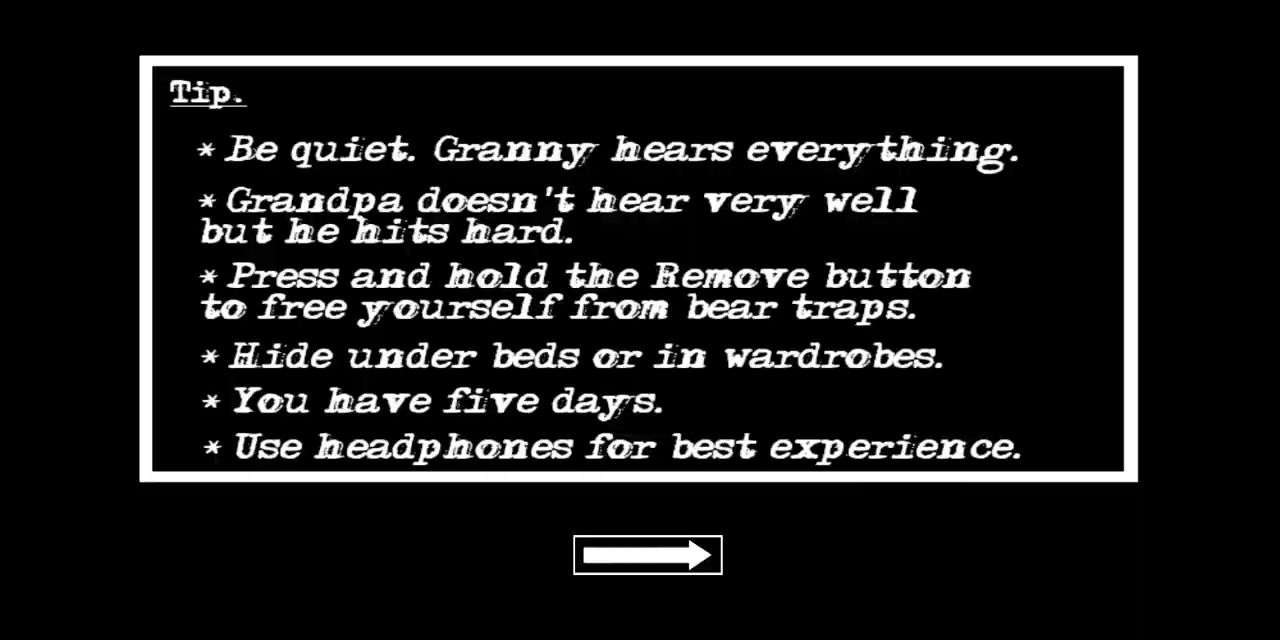 Tip.
* Be quiet. Granny hears everything.
* Grandpa doesn't hear very well
but he hits hard.
* Press and hold the Remove button
to free yourself from bear traps.
* Hide under beds or in wardrobes.
* You have five days.
* Use headphones for best experience.